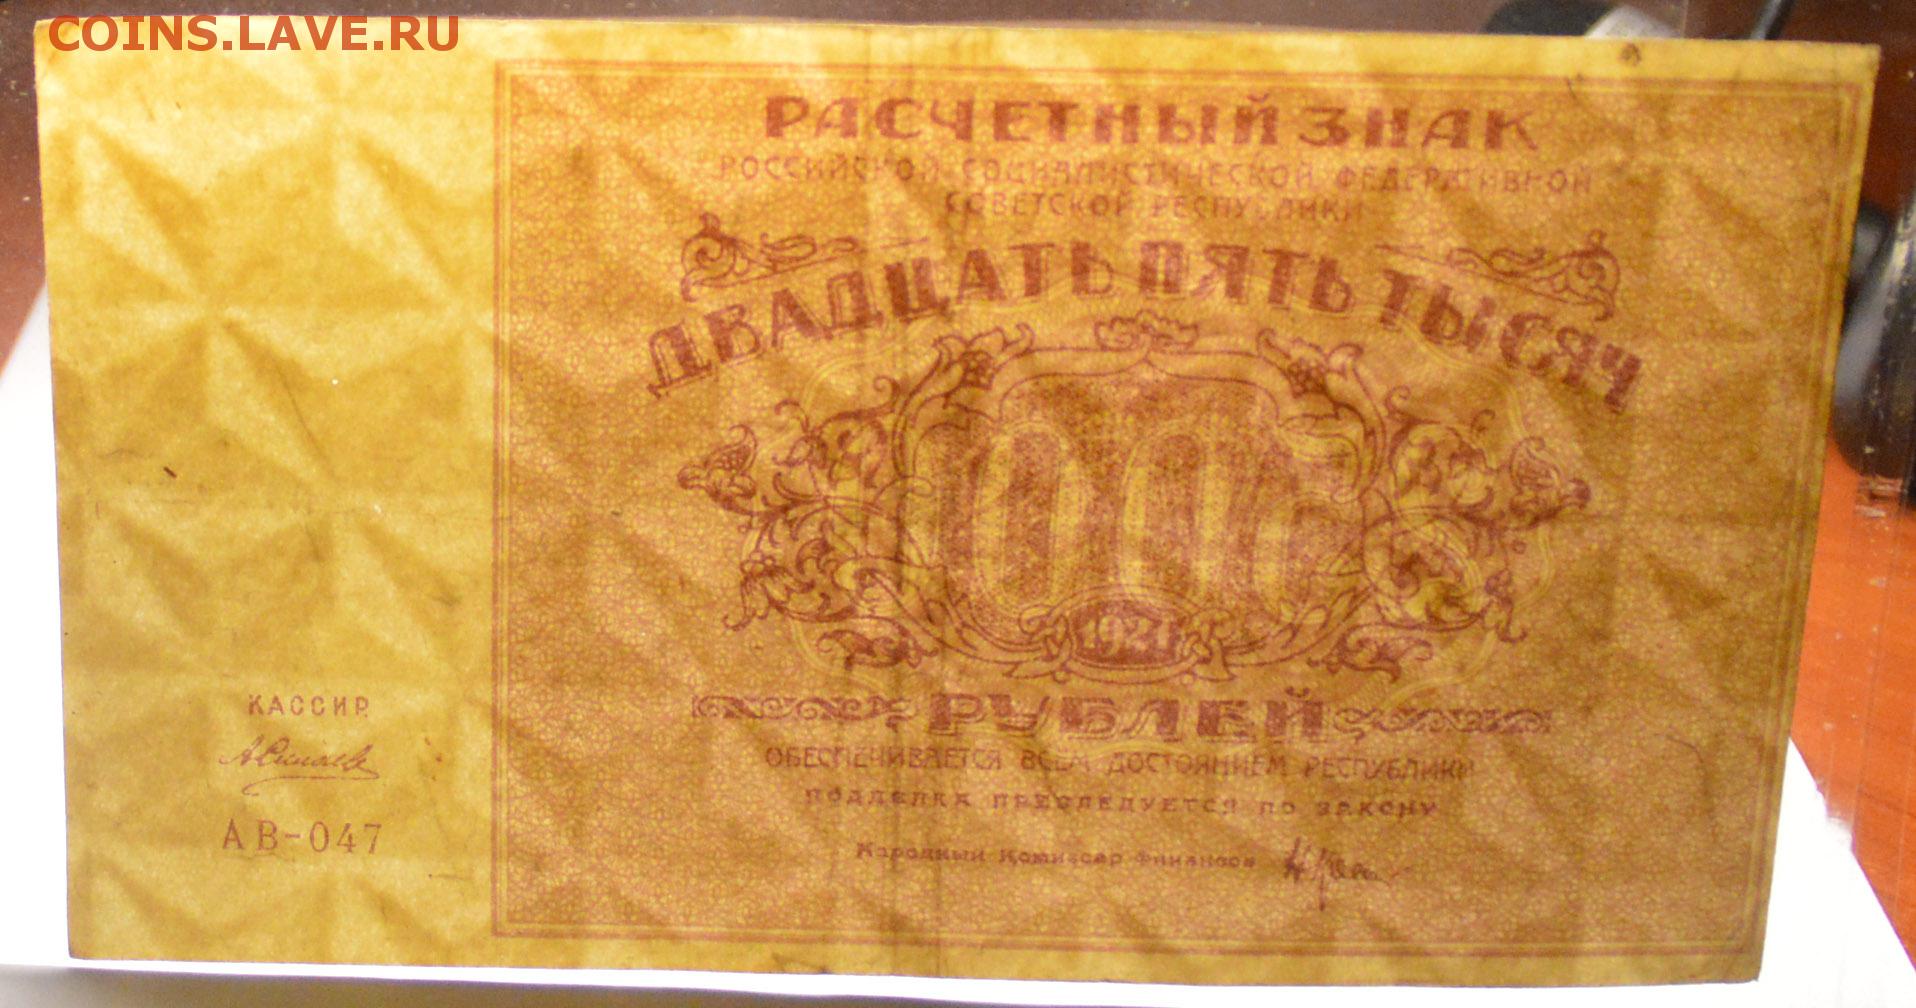 COINS.LAVE.RU
РАСЧЕТНЫЙ ЗНАК
РОССИЙСКОЙ СОЦИАЛИСТИЧЕСКОЙ ФЕДЕРАТИВНОЙ
СОВЕТСКОЙ РЕСПУБЛИКИ
ДВАДЦАТЬ ПЯТЬ ТЫСЯЧ
1921
РУБЛЕЙ
ОБЕСПЕЧИВАЕТСЯ ВСЕМ ДОСТОЯНИЕМ РЕСПУБЛИКИ
ПОДДЕЛКА ПРЕСЛЕДУЕТСЯ ПО ЗАКОНУ
Народный Комиссар Финансов
КАССИР
АВ-047